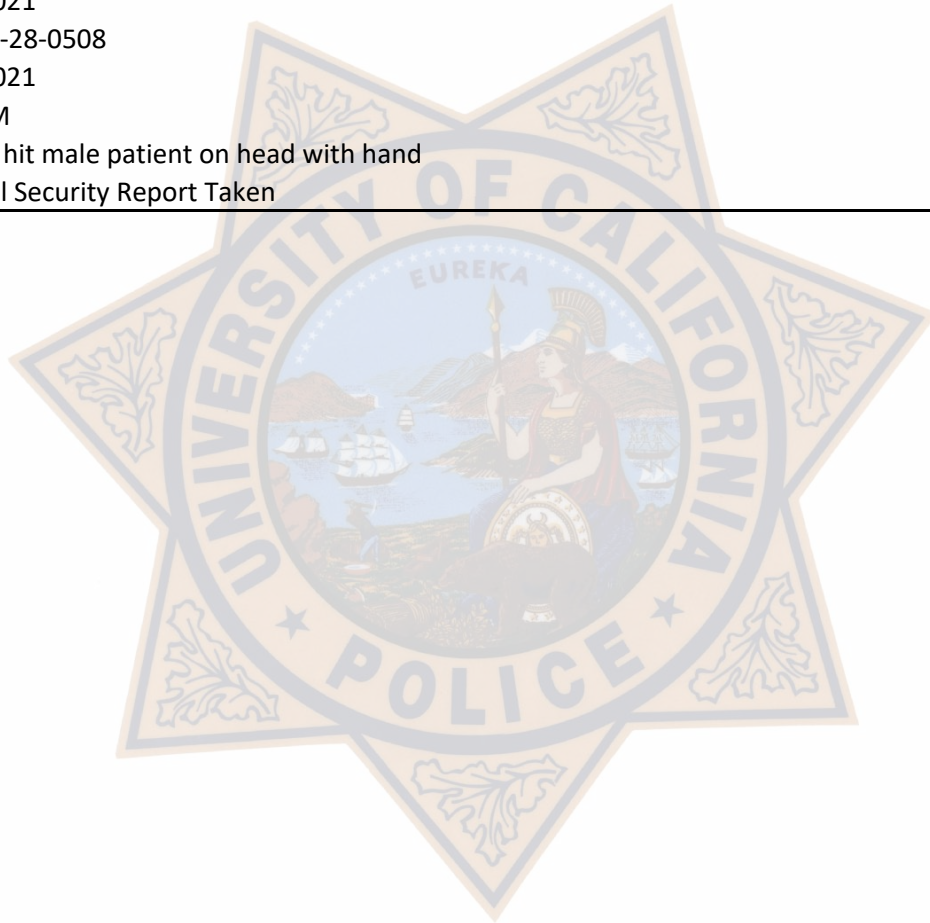 021
-28-0508
021
M
hit male patient on head with hand
l Security Report Taken
UNIVERSITY OF CALIFORNIA
EUREKA
POLICE